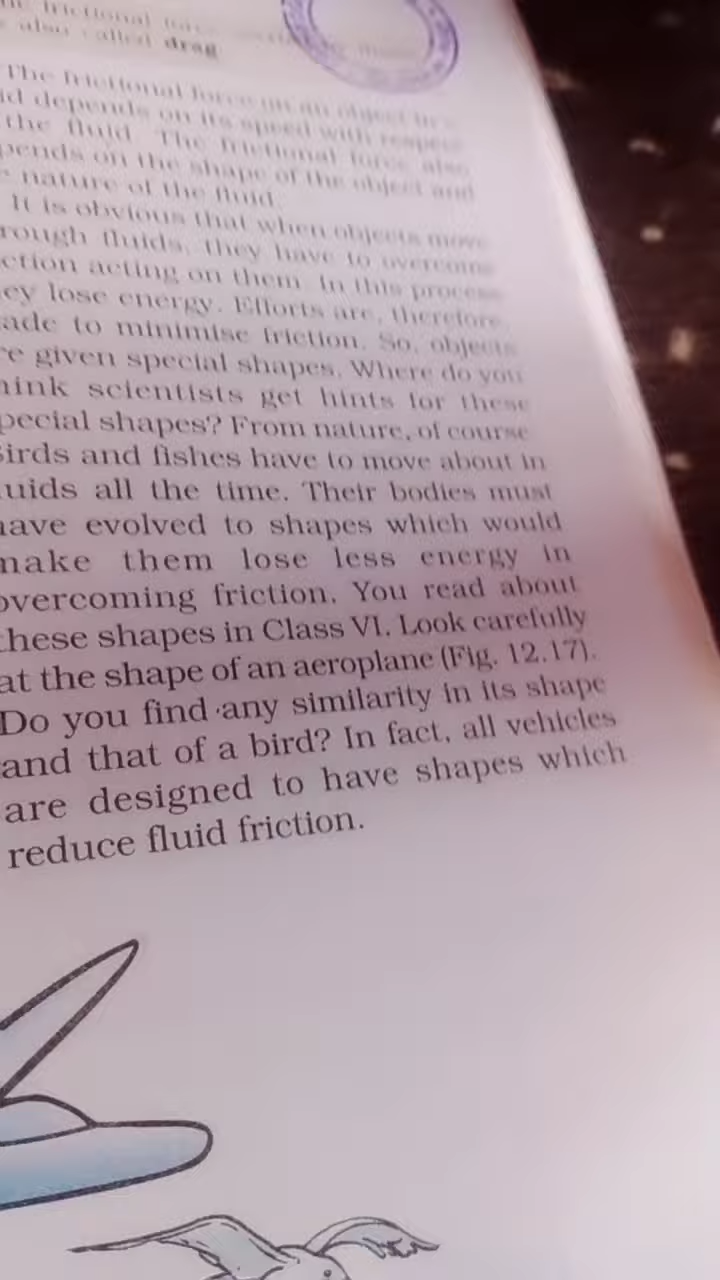 also called drag
The frictional force on an object in a
id depends on its speed with respect
the fluid. The frictional force also
pends on the shape of the object and
e nature of the fluid.
It is obvious that when objects move
rough fluids, they have to overcome
ction acting on them. In this process
ey lose energy. Efforts are, therefore,
ade to minimise friction. So, objects
re given special shapes. Where do you
hink scientists get hints for these
pecial shapes? From nature, of course
Birds and fishes have to move about in
uids all the time. Their bodies must
have evolved to shapes which would
make them lose less energy in
overcoming friction. You read about
these shapes in Class VI. Look carefully
at the shape of an aeroplane (Fig. 12.17).
Do you find any similarity in its shape
and that of a bird? In fact, all vehicles
are designed to have shapes which
reduce fluid friction.